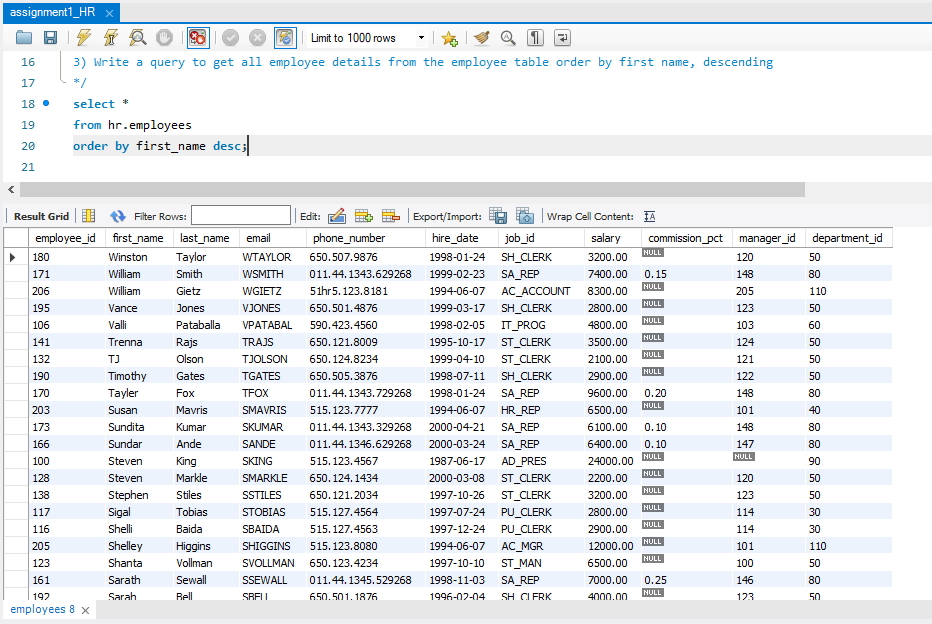 assignment1_HR
Limit to 1000 rows
16 3) Write a query to get all employee details from the employee table order by first name, descending
17 */
18 select *
19 from hr.employees
20 order by first_name desc;
21
Result Grid Filter Rows: Edit: Export/Import: Wrap Cell Content: IA
employee_id first_name last_name email phone_number hire_date job_id salary commission_pct manager_id department_id
180 Winston Taylor WTAYLOR 650.507.9876 1998-01-24 SH_CLERK 3200.00 NULL 120 50
171 William Smith WSMITH 011.44.1343.629268 1999-02-23 SA_REP 7400.00 0.15 148 80
206 William Gietz WGIETZ 51hr5.123.8181 1994-06-07 AC_ACCOUNT 8300.00 NULL 205 110
195 Vance Jones VJONES 650.501.4876 1999-03-17 SH_CLERK 2800.00 NULL 123 50
106 Valli Pataballa VPATABAL 590.423.4560 1998-02-05 IT_PROG 4800.00 NULL 103 60
141 Trenna Rajs TRAJS 650.121.8009 1995-10-17 ST_CLERK 3500.00 NULL 124 50
132 TJ Olson TJOLSON 650.124.8234 1999-04-10 ST_CLERK 2100.00 NULL 121 50
190 Timothy Gates TGATES 650.505.3876 1998-07-11 SH_CLERK 2900.00 NULL 122 50
170 Tayler Fox TFOX 011.44.1343.729268 1998-01-24 SA_REP 9600.00 0.20 148 80
203 Susan Mavris SMAVRIS 515.123.7777 1994-06-07 HR_REP 6500.00 NULL 101 40
173 Sundita Kumar SKUMAR 011.44.1343.329268 2000-04-21 SA_REP 6100.00 0.10 148 80
166 Sundar Ande SANDE 011.44.1346.629268 2000-03-24 SA_REP 6400.00 0.10 147 80
100 Steven King SKING 515.123.4567 1987-06-17 AD_PRES 24000.00 NULL NULL 90
128 Steven Markle SMARKLE 650.124.1434 2000-03-08 ST_CLERK 2200.00 NULL 120 50
138 Stephen Stiles SSTILES 650.121.2034 1997-10-26 ST_CLERK 3200.00 NULL 123 50
117 Sigal Tobias STOBIAS 515.127.4564 1997-07-24 PU_CLERK 2800.00 NULL 114 30
116 Shelli Baida SBAIDA 515.127.4563 1997-12-24 PU_CLERK 2900.00 NULL 114 30
205 Shelley Higgins SHIGGINS 515.123.8080 1994-06-07 AC_MGR 12000.00 NULL 101 110
123 Shanta Vollman SVOLLMAN 650.123.4234 1997-10-10 ST_MAN 6500.00 NULL 100 50
161 Sarath Sewall SSEWALL 011.44.1345.529268 1998-11-03 SA_REP 7000.00 0.25 146 80
192 Sarah Bell SBELL 650.501.1876 1996-02-04 SH_CLERK 4000.00 NULL 123 50
employees 8